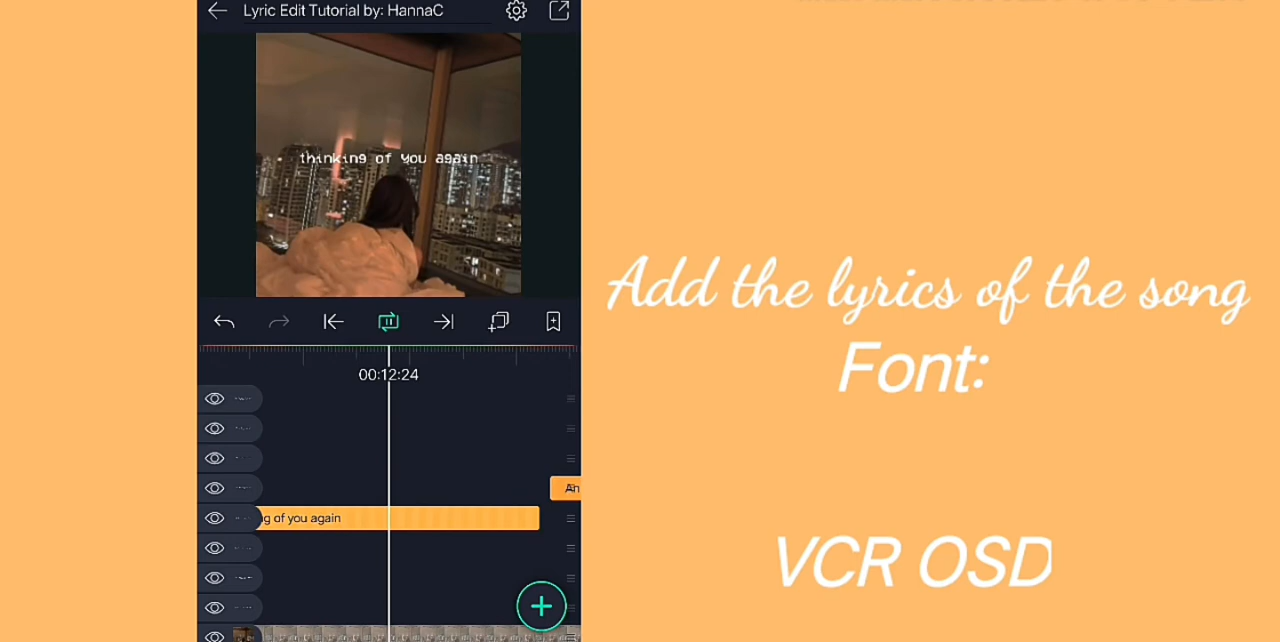 Lyric Edit Tutorial by: HannaC
thinking of you again
00:12:24
An
g of you again
Add the lyrics of the song
Font:
VCR OSD